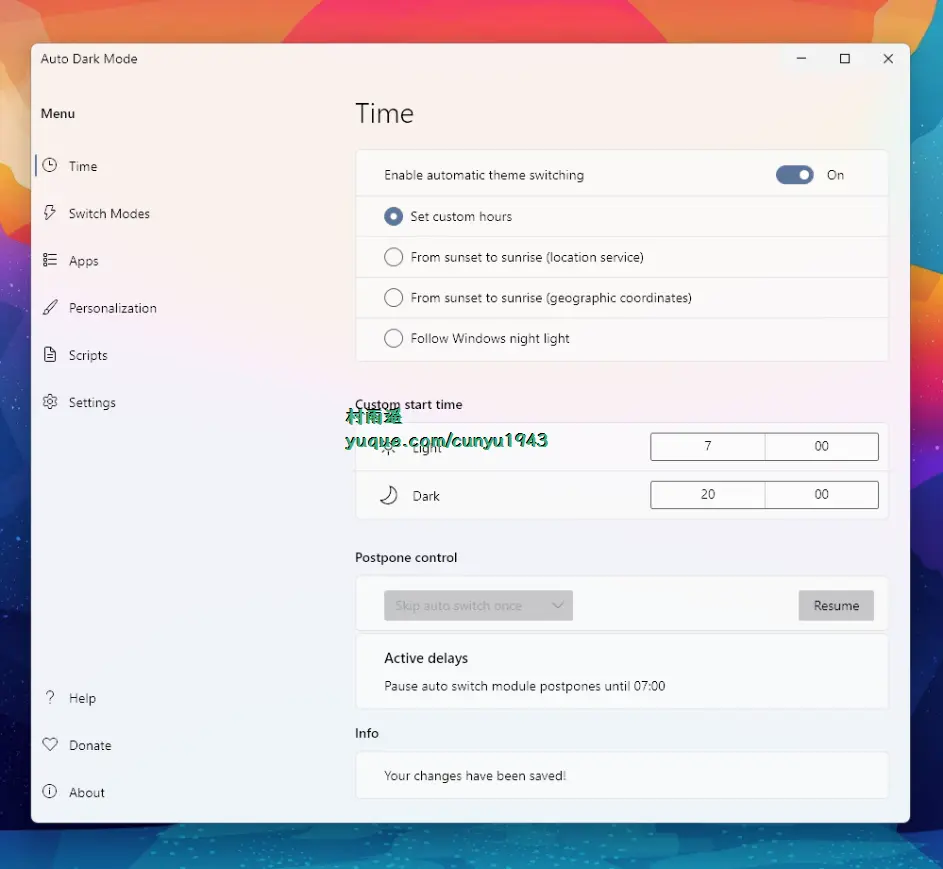 Auto Dark Mode
Menu
Time
Switch Modes
Apps
Personalization
Scripts
Settings
Help
Donate
About
Time
Enable automatic theme switching On
Set custom hours
From sunset to sunrise (location service)
From sunset to sunrise (geographic coordinates)
Follow Windows night light
Custom start time
村雨遥
yuque.com/cunyu1943
Light 7 00
Dark 20 00
Postpone control
Skip auto switch once Resume
Active delays
Pause auto switch module postpones until 07:00
Info
Your changes have been saved!